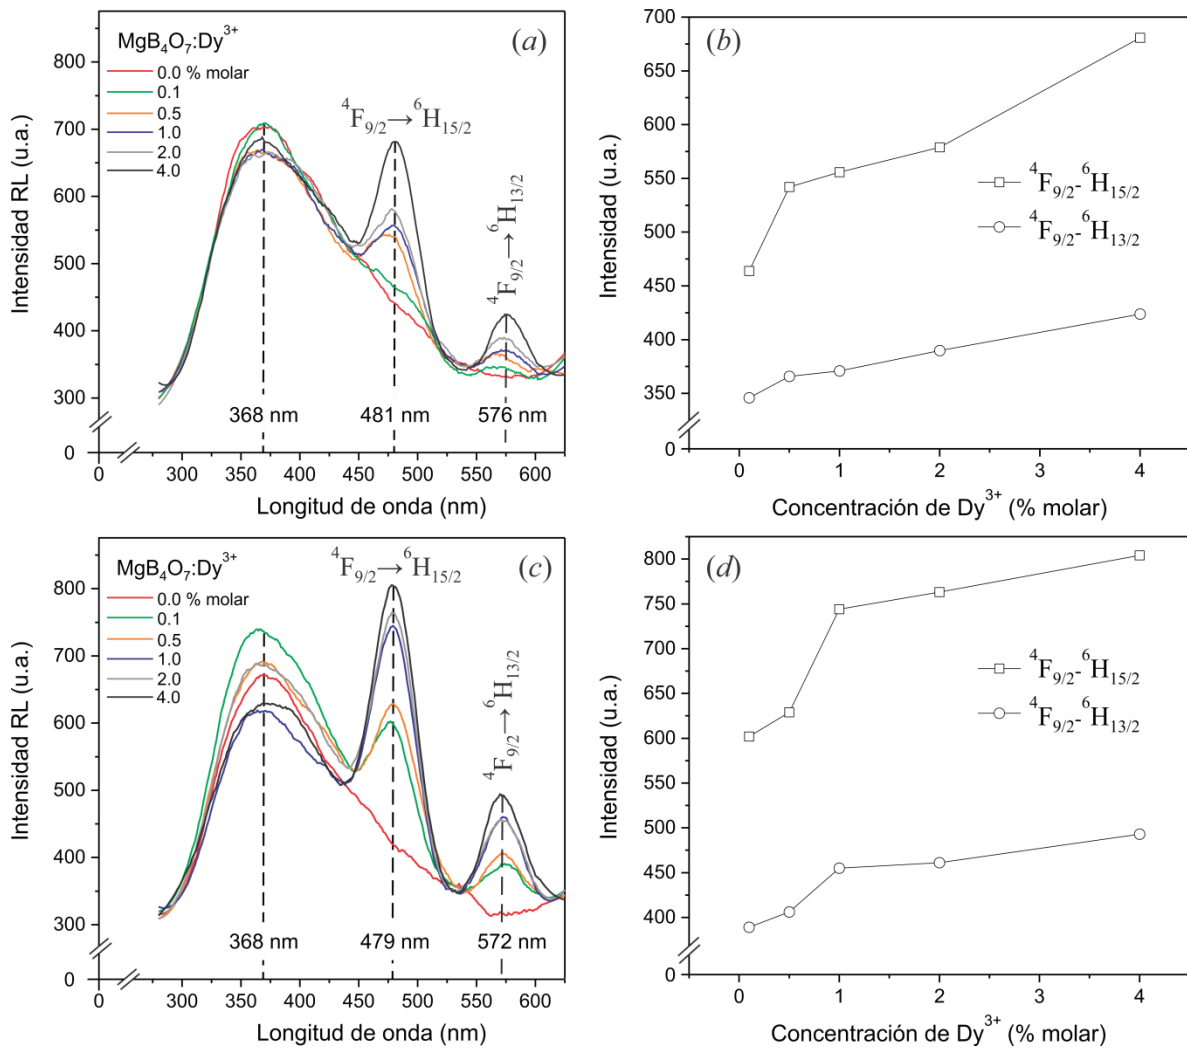 (a)
MgB₄O₇:Dy³⁺
0.0 % molar
0.1
0.5
1.0
2.0
4.0
⁴F₉/₂→⁶H₁₅/₂
⁴F₉/₂→⁶H₁₃/₂
368 nm
481 nm
576 nm
Intensidad RL (u.a.)
800
700
600
500
400
300
0
0 250 300 350 400 450 500 550 600
Longitud de onda (nm)
(b)
⁴F₉/₂-⁶H₁₅/₂
⁴F₉/₂-⁶H₁₃/₂
Intensidad (u.a.)
700
650
600
550
500
450
400
350
0
0 1 2 3 4
Concentración de Dy³⁺ (% molar)
(c)
MgB₄O₇:Dy³⁺
0.0 % molar
0.1
0.5
1.0
2.0
4.0
⁴F₉/₂→⁶H₁₅/₂
⁴F₉/₂→⁶H₁₃/₂
368 nm
479 nm
572 nm
Intensidad RL (u.a.)
800
700
600
500
400
300
0
0 250 300 350 400 450 500 550 600
Longitud de onda (nm)
(d)
⁴F₉/₂-⁶H₁₅/₂
⁴F₉/₂-⁶H₁₃/₂
Intensidad (u.a.)
800
750
700
650
600
550
500
450
400
0
0 1 2 3 4
Concentración de Dy³⁺ (% molar)